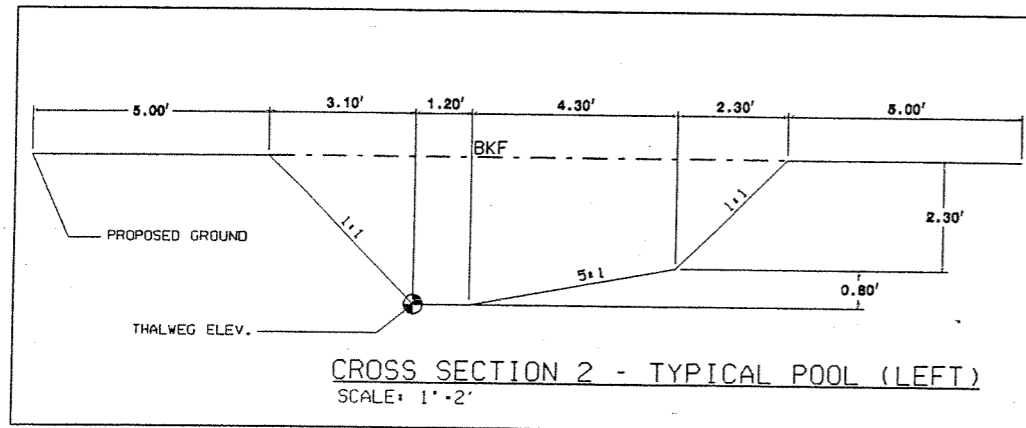 5.00' 3.10' 1.20' 4.30' 2.30' 5.00'
BKF
1:1 1:1
2.30'
PROPOSED GROUND
5:1
0.80'
THALWEG ELEV.
CROSS SECTION 2 - TYPICAL POOL (LEFT)
SCALE: 1"=2'